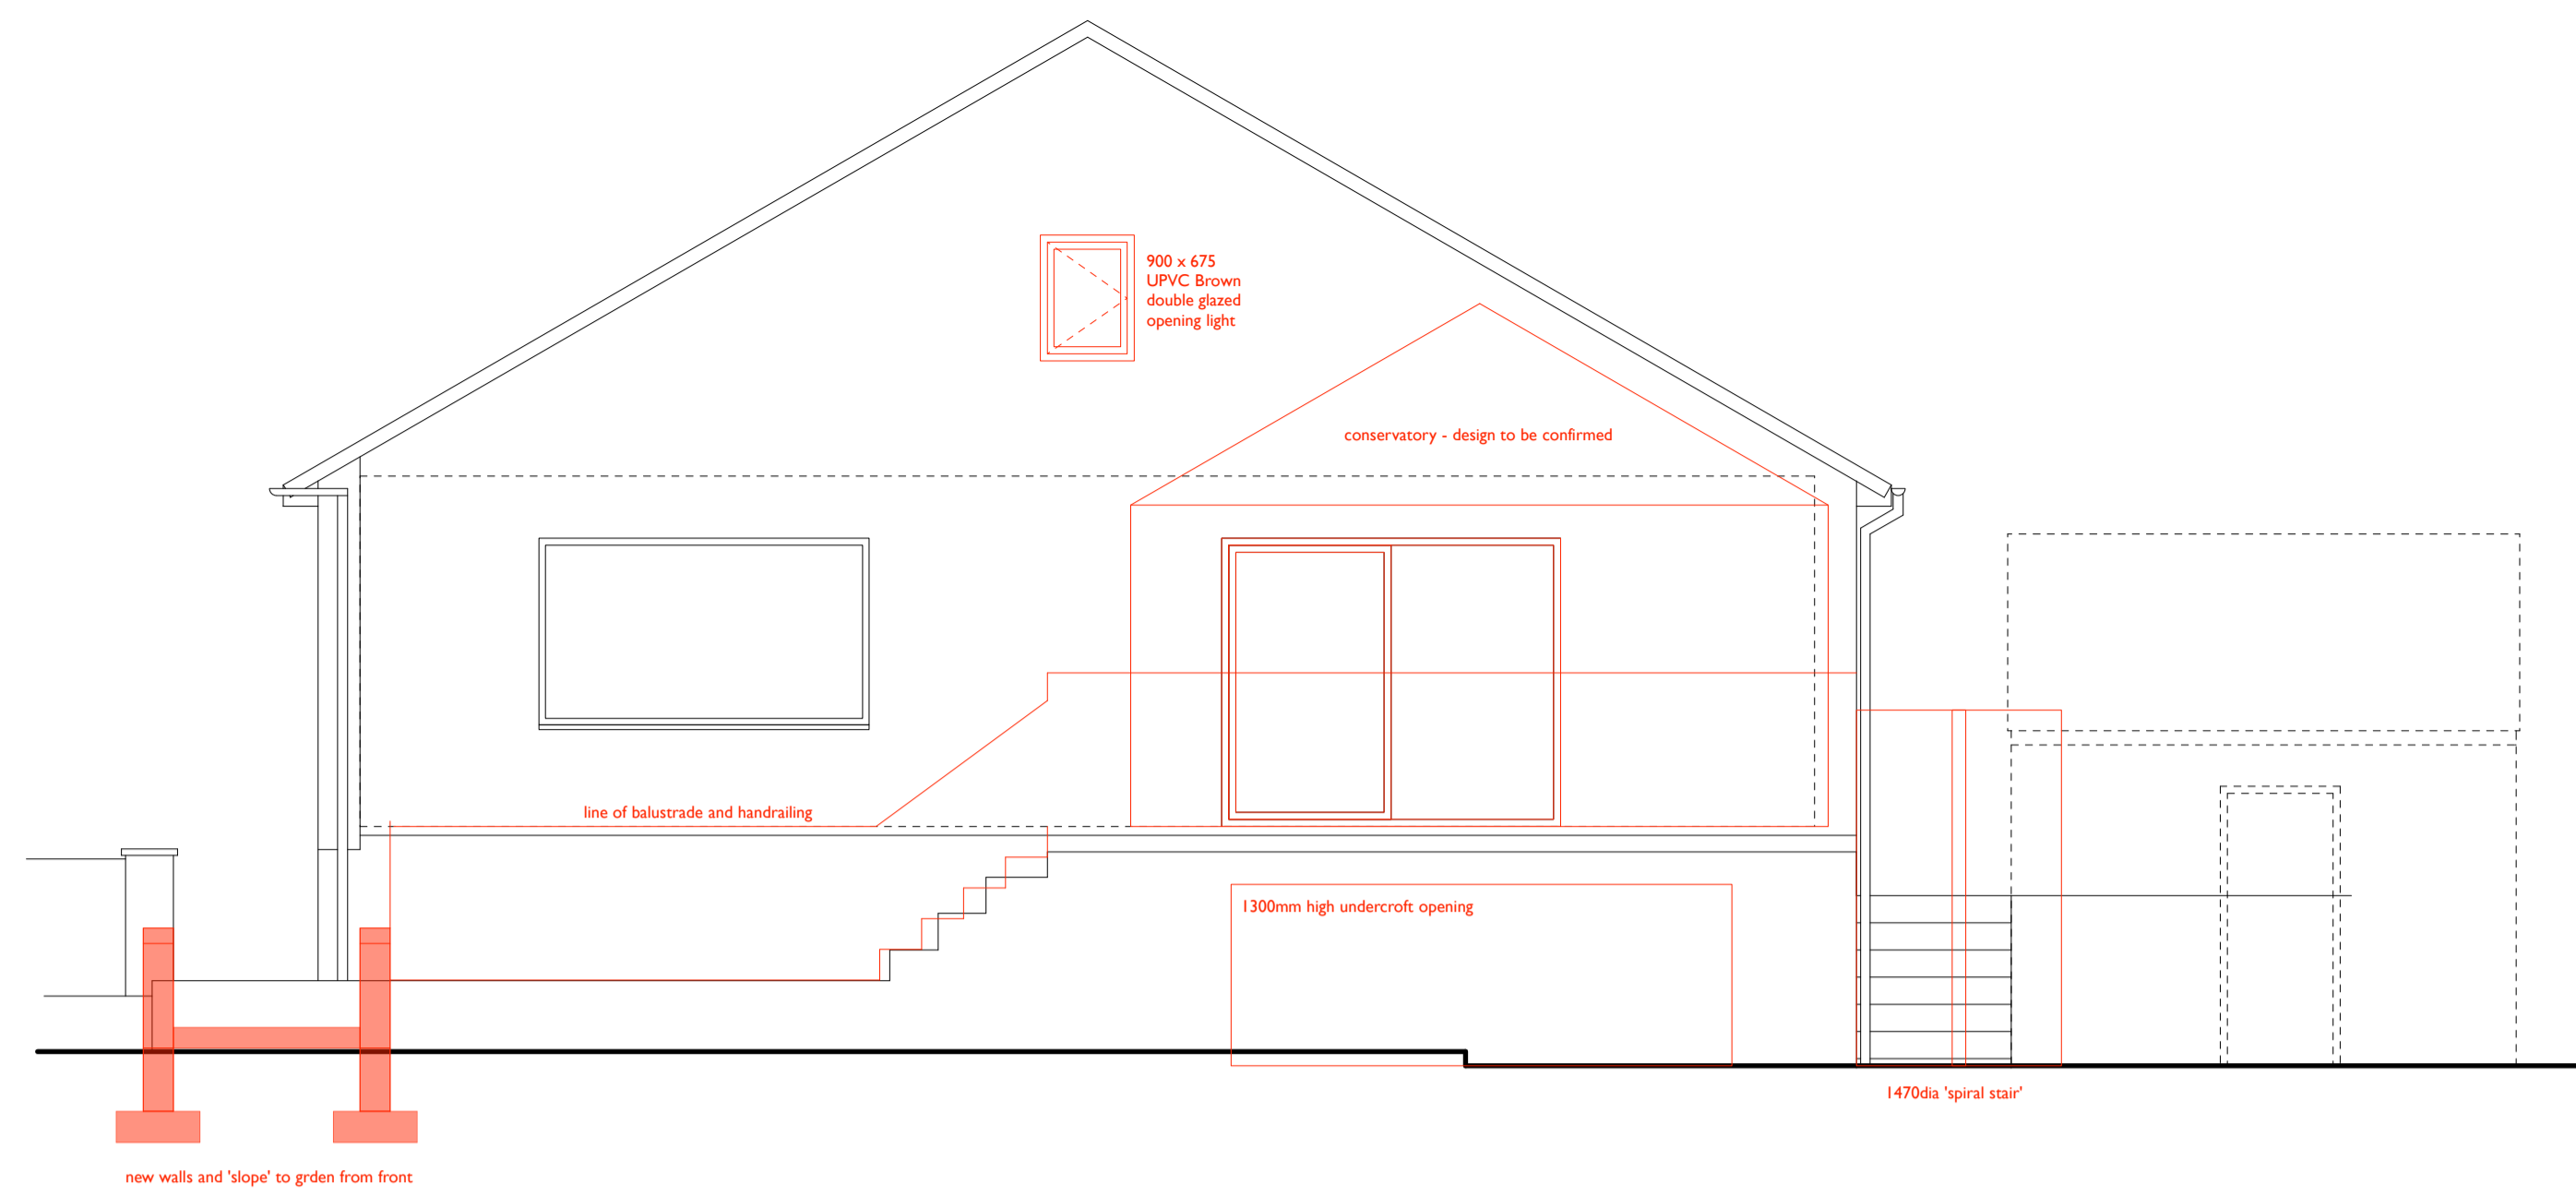 900 x 675
UPVC Brown
double glazed
opening light
conservatory - design to be confirmed
line of balustrade and handrailing
1300mm high undercroft opening
1470dia 'spiral stair'
new walls and 'slope' to grden from front